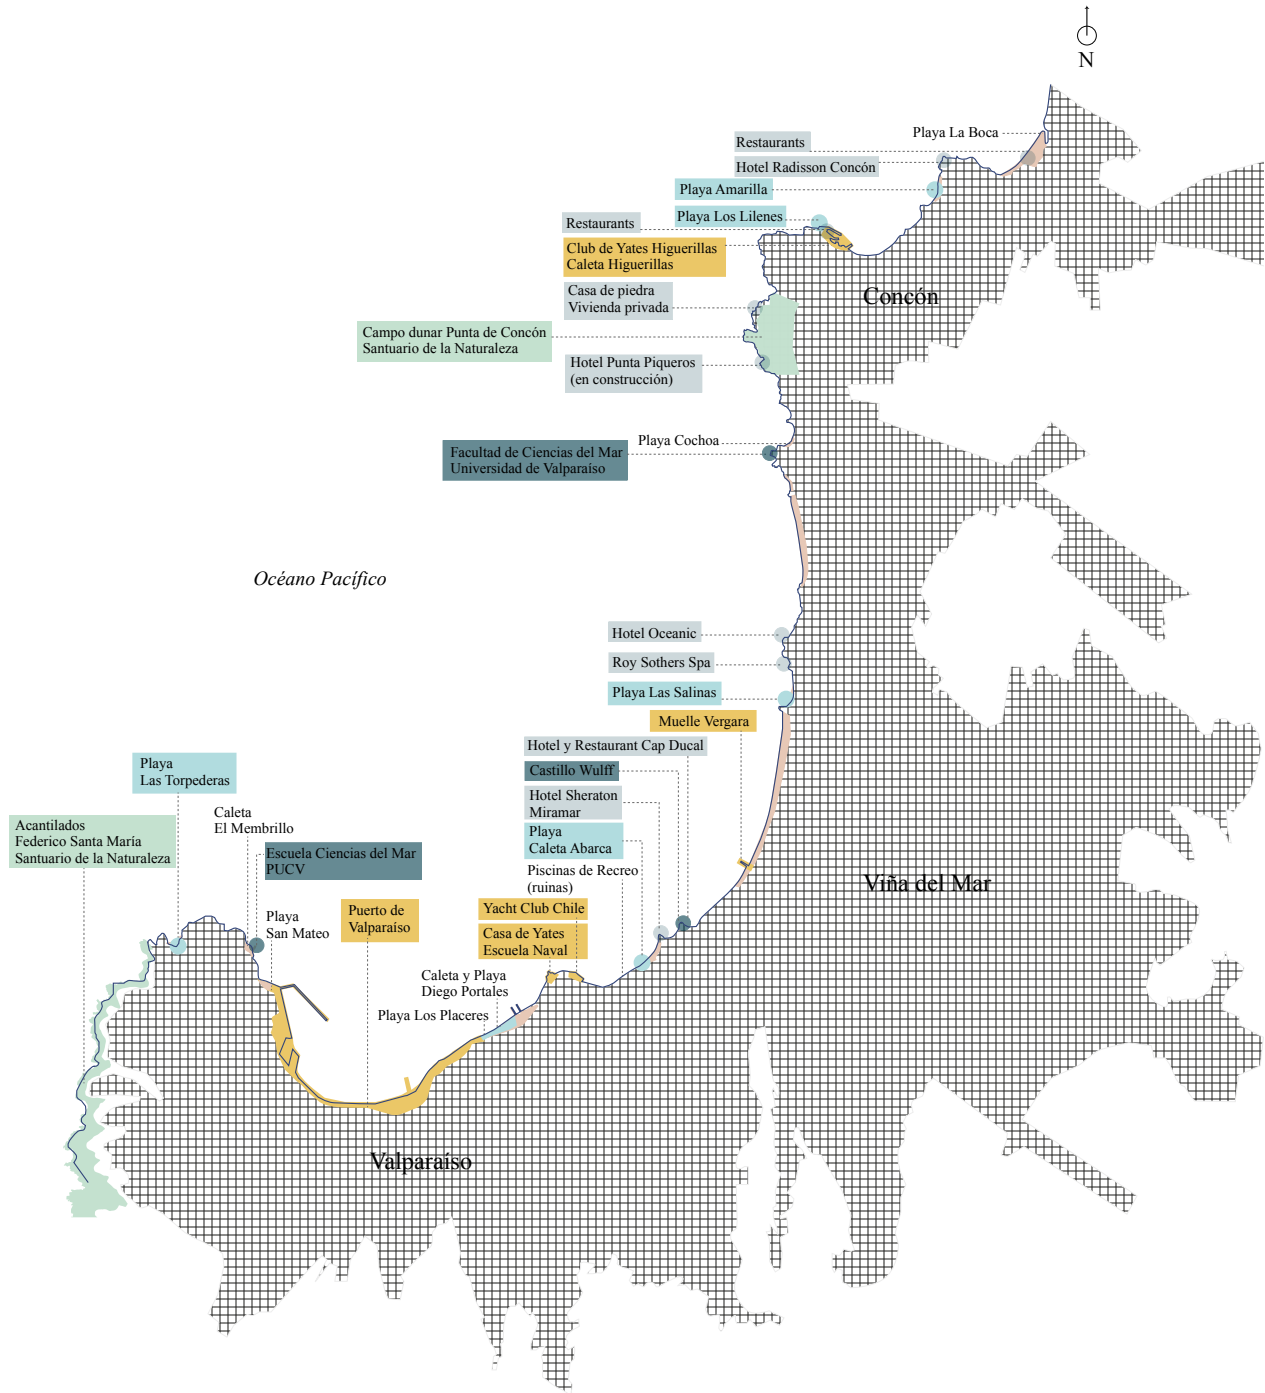 N
Playa La Boca
Restaurants
Hotel Radisson Concón
Playa Amarilla
Playa Los Lilenes
Restaurants
Club de Yates Higuerillas
Caleta Higuerillas
Concón
Casa de piedra
Vivienda privada
Campo dunar Punta de Concón
Santuario de la Naturaleza
Hotel Punta Piqueros
(en construcción)
Playa Cochoa
Facultad de Ciencias del Mar
Universidad de Valparaíso
Océano Pacífico
Hotel Oceanic
Roy Sothers Spa
Playa Las Salinas
Muelle Vergara
Hotel y Restaurant Cap Ducal
Castillo Wulff
Hotel Sheraton
Miramar
Playa
Caleta Abarca
Piscinas de Recreo
(ruinas)
Viña del Mar
Yacht Club Chile
Casa de Yates
Escuela Naval
Caleta y Playa
Diego Portales
Playa Los Placeres
Playa
Las Torpederas
Caleta
El Membrillo
Acantilados
Federico Santa María
Santuario de la Naturaleza
Escuela Ciencias del Mar
PUCV
Playa
San Mateo
Puerto de
Valparaíso
Valparaíso